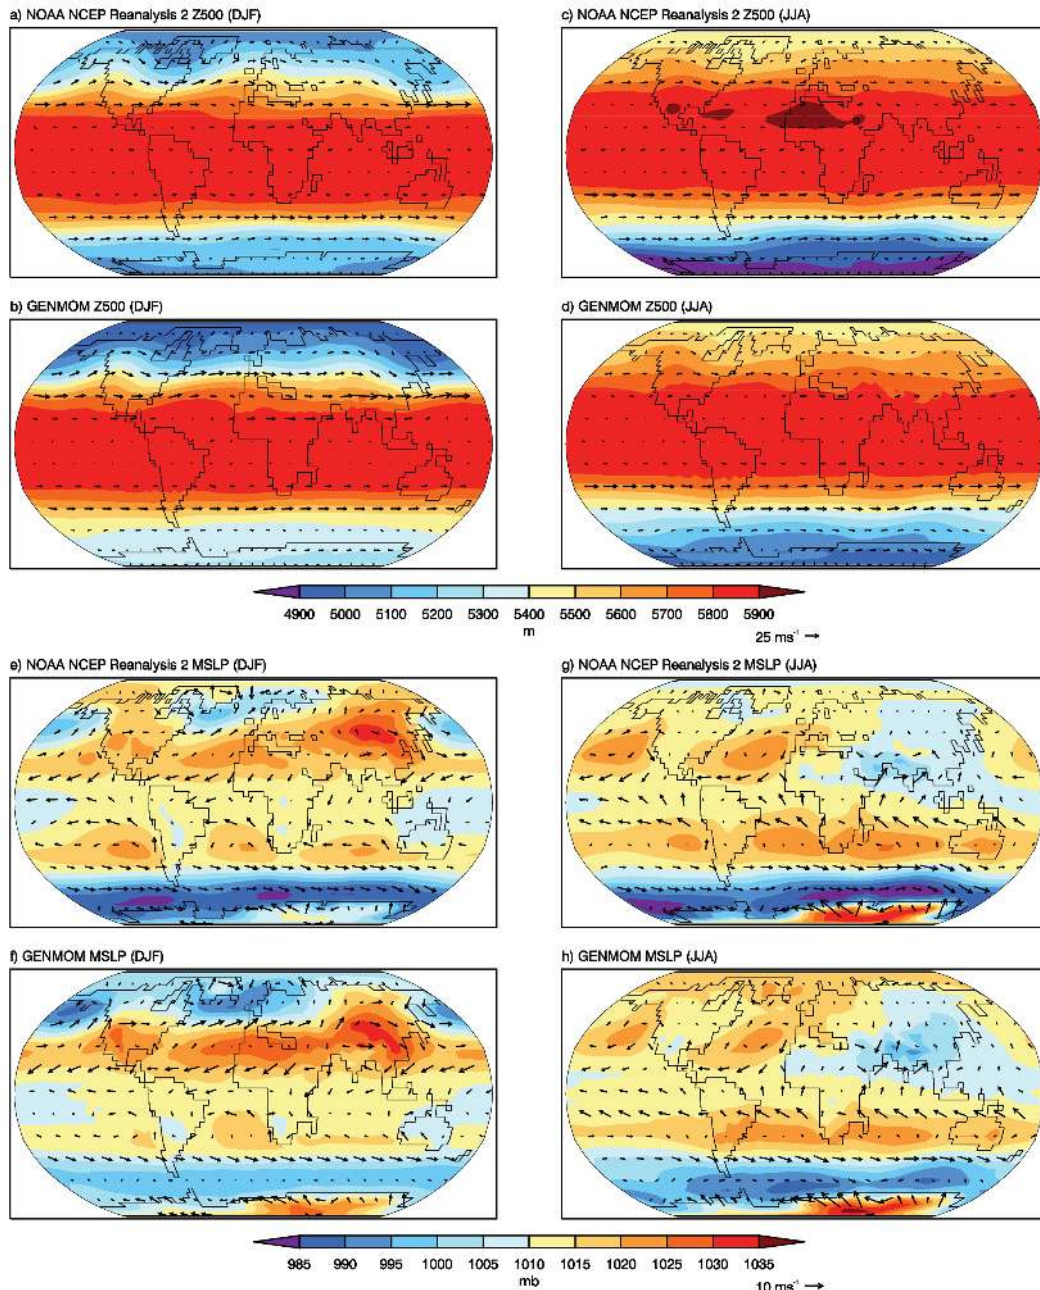 a) NOAA NCEP Reanalysis 2 Z500 (DJF)
c) NOAA NCEP Reanalysis 2 Z500 (JJA)
b) GENMOM Z500 (DJF)
d) GENMOM Z500 (JJA)
4900 5000 5100 5200 5300 5400 5500 5600 5700 5800 5900
m
25 ms⁻¹
e) NOAA NCEP Reanalysis 2 MSLP (DJF)
g) NOAA NCEP Reanalysis 2 MSLP (JJA)
f) GENMOM MSLP (DJF)
h) GENMOM MSLP (JJA)
985 990 995 1000 1005 1010 1015 1020 1025 1030 1035
mb
10 ms⁻¹